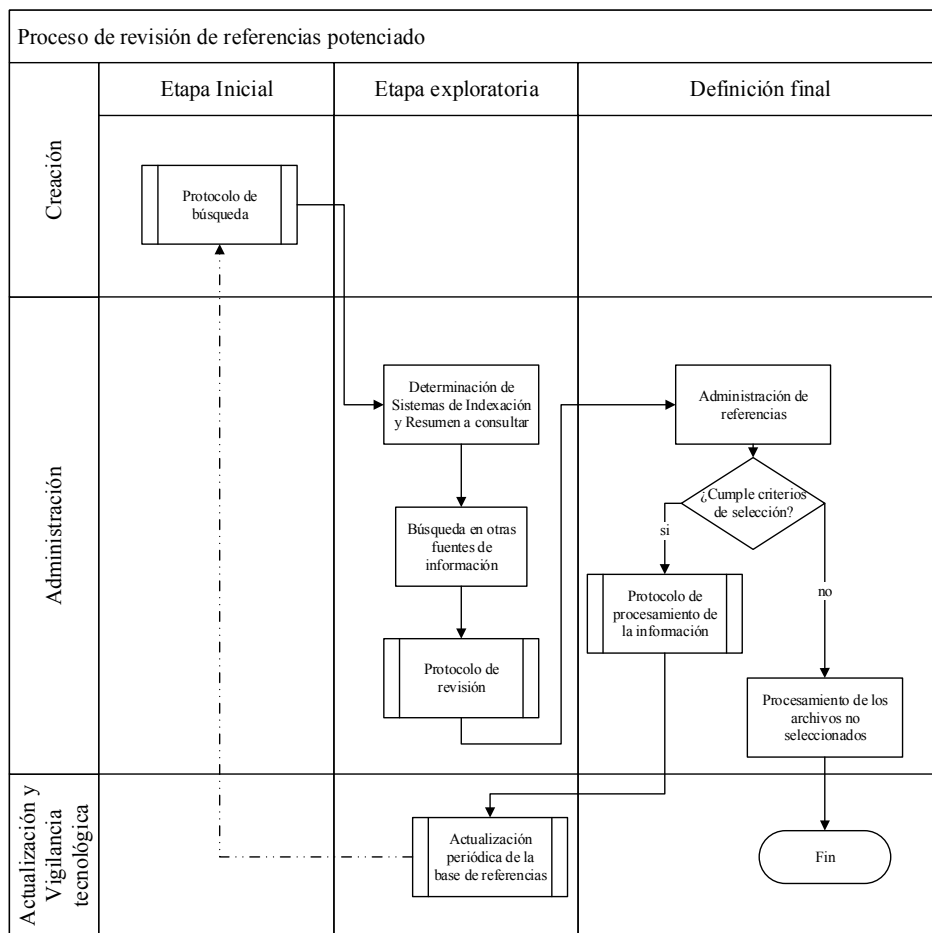 Proceso de revisión de referencias potenciado
Etapa Inicial
Etapa exploratoria
Definición final
Creación
Protocolo de
búsqueda
Administración
Determinación de
Sistemas de Indexación
y Resumen a consultar
Búsqueda en otras
fuentes de
información
Protocolo de
revisión
Administración de
referencias
¿Cumple criterios
de selección?
si
no
Protocolo de
procesamiento de
la información
Procesamiento de los
archivos no
seleccionados
Actualización y
Vigilancia
tecnológica
Actualización
periódica de la
base de referencias
Fin